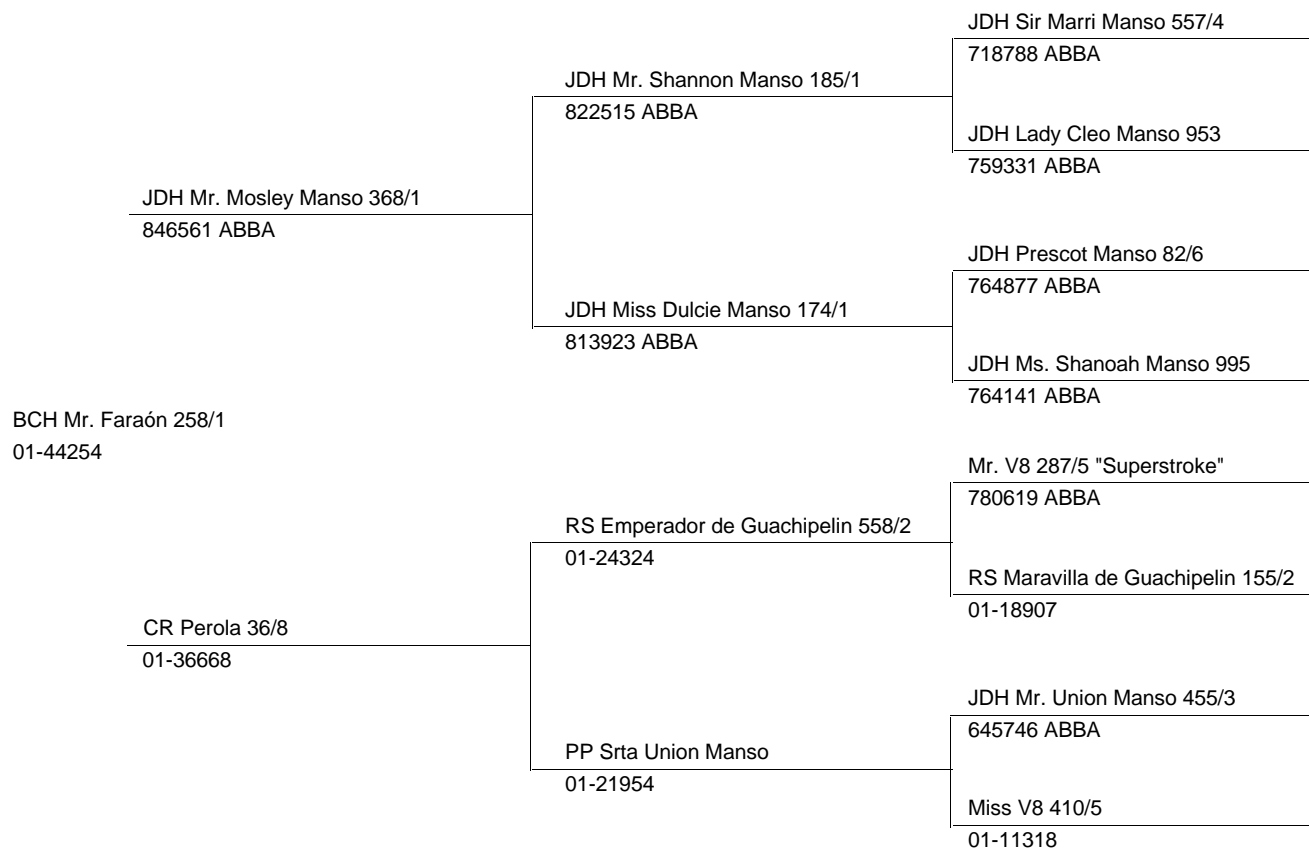 JDH Sir Marri Manso 557/4
718788 ABBA
JDH Mr. Shannon Manso 185/1
822515 ABBA
JDH Lady Cleo Manso 953
759331 ABBA
JDH Mr. Mosley Manso 368/1
846561 ABBA
JDH Prescot Manso 82/6
764877 ABBA
JDH Miss Dulcie Manso 174/1
813923 ABBA
JDH Ms. Shanoah Manso 995
764141 ABBA
BCH Mr. Faraón 258/1
01-44254
Mr. V8 287/5 "Superstroke"
780619 ABBA
RS Emperador de Guachipelin 558/2
01-24324
RS Maravilla de Guachipelin 155/2
01-18907
CR Perola 36/8
01-36668
JDH Mr. Union Manso 455/3
645746 ABBA
PP Srta Union Manso
01-21954
Miss V8 410/5
01-11318